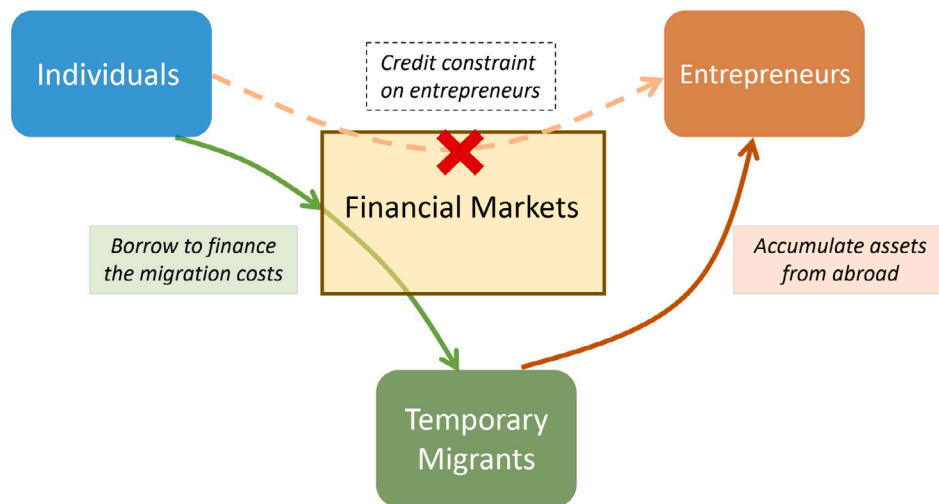 Individuals
Credit constraint
on entrepreneurs
Entrepreneurs
Financial Markets
Borrow to finance
the migration costs
Accumulate assets
from abroad
Temporary
Migrants